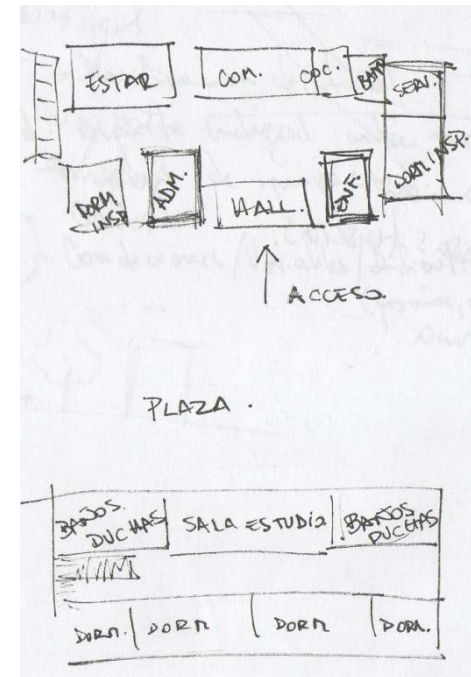 ESTAR
COM.
COC.
BAÑO
SERV.
DORM
INSP.
ADM.
HALL.
ENF.
DORM INSP.
ACCESO.
PLAZA.
BAÑOS
DUCHAS
SALA ESTUDIO
BAÑOS
DUCHAS
DORM.
DORM
DORM
DORM.